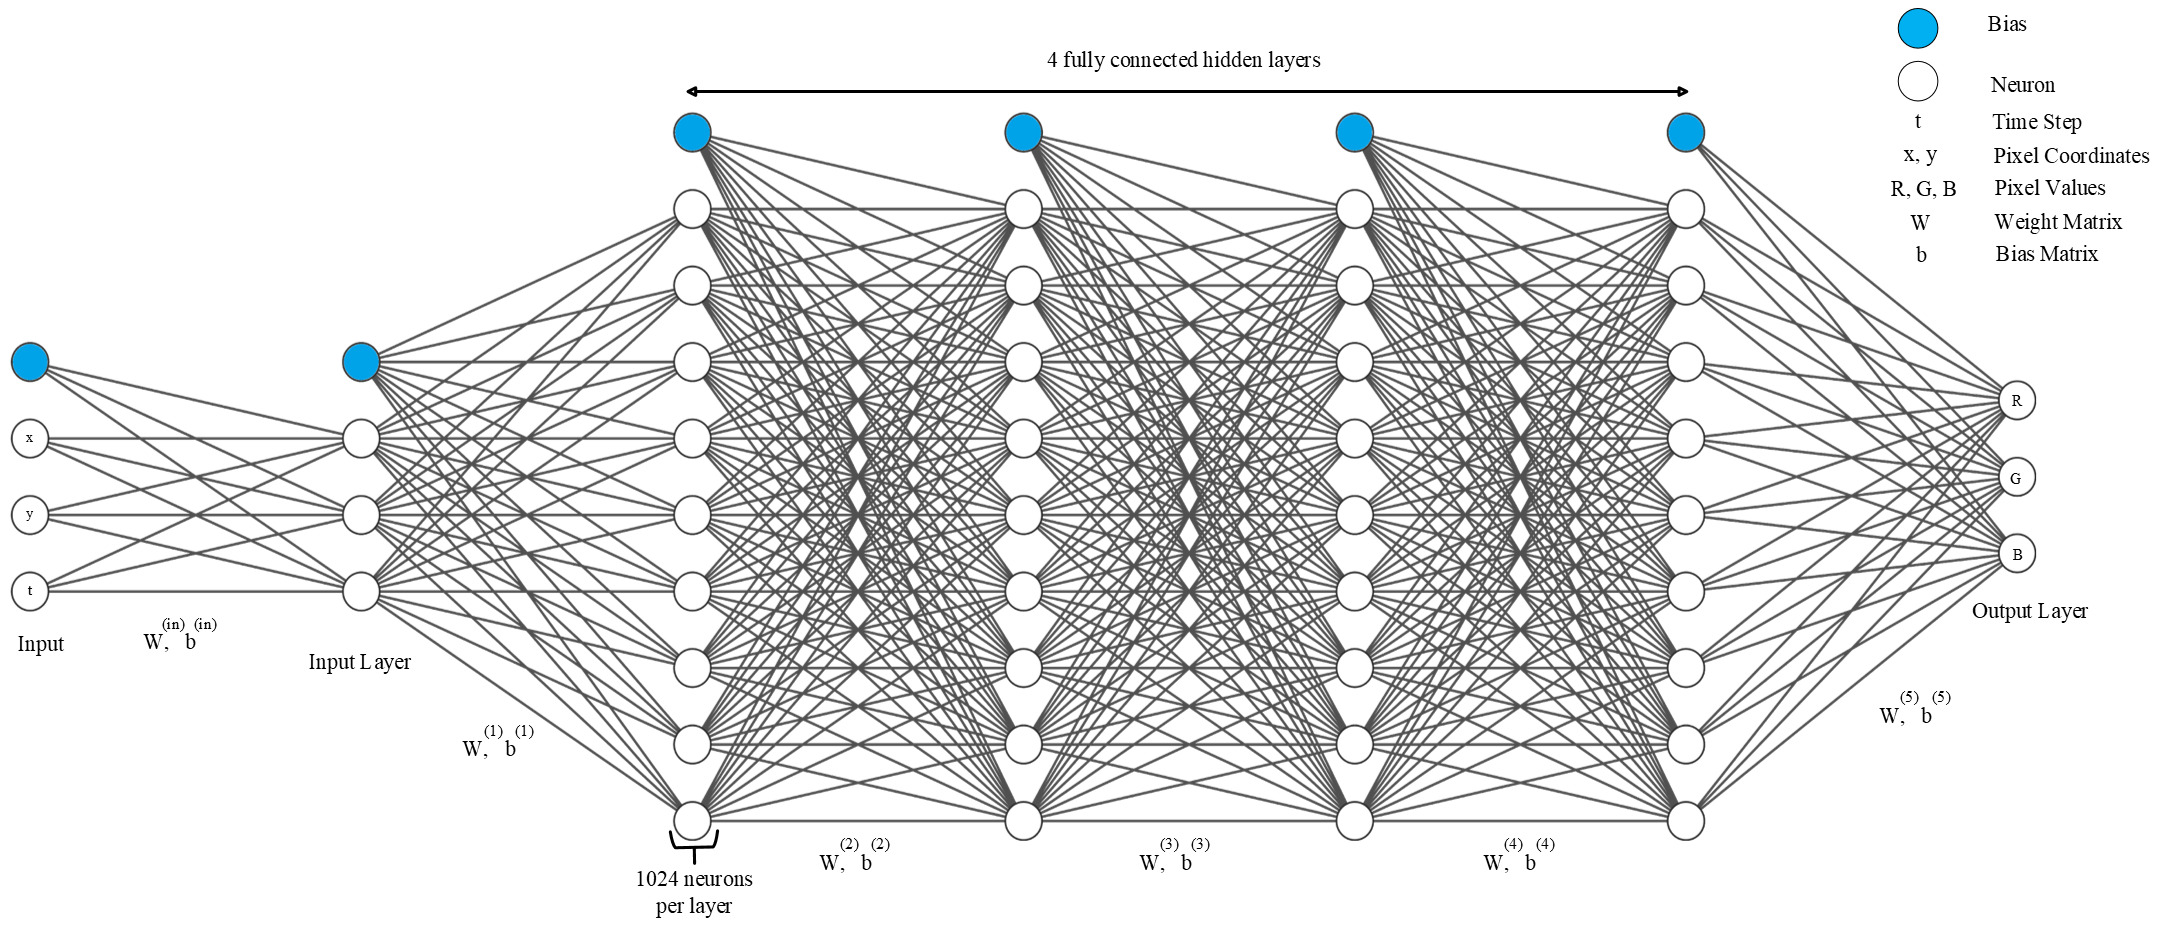 Bias
4 fully connected hidden layers
Neuron
t Time Step
x, y Pixel Coordinates
R, G, B Pixel Values
W Weight Matrix
b Bias Matrix
x
y
t
R
G
B
Input
W,(in) b(in)
Input Layer
Output Layer
W,(1) b(1)
W,(5) b(5)
W,(2) b(2)
W,(3) b(3)
W,(4) b(4)
1024 neurons
per layer